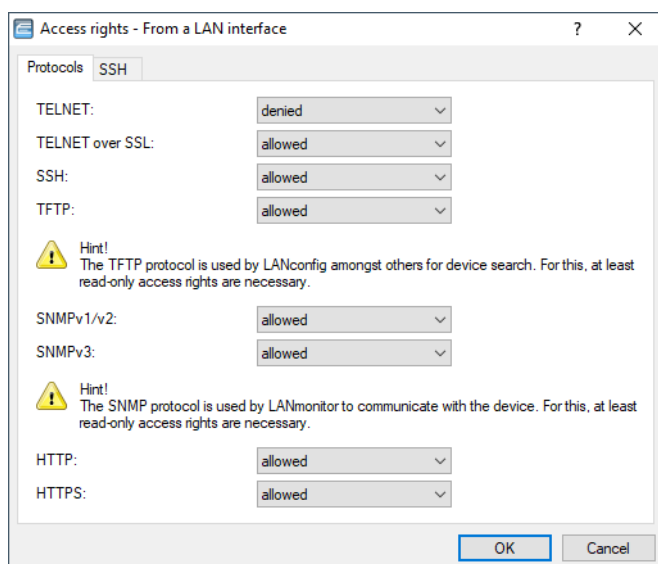 Access rights - From a LAN interface
Protocols SSH
TELNET: denied
TELNET over SSL: allowed
SSH: allowed
TFTP: allowed
Hint!
The TFTP protocol is used by LANconfig amongst others for device search. For this, at least
read-only access rights are necessary.
SNMPv1/v2: allowed
SNMPv3: allowed
Hint!
The SNMP protocol is used by LANmonitor to communicate with the device. For this, at least
read-only access rights are necessary.
HTTP: allowed
HTTPS: allowed
OK Cancel